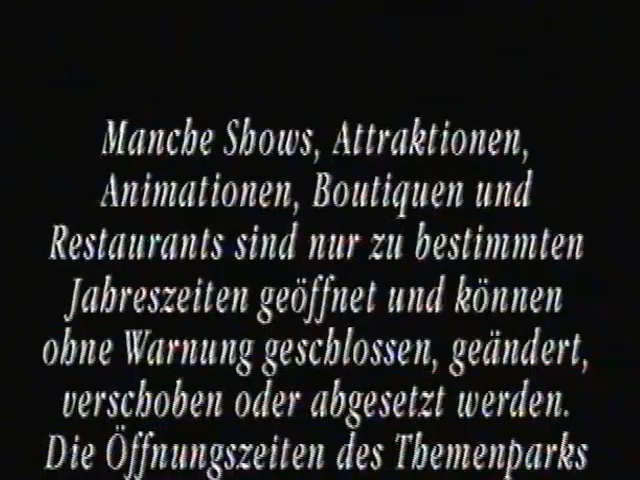 Manche Shows, Attraktionen,
Animationen, Boutiquen und
Restaurants sind nur zu bestimmten
Jahreszeiten geöffnet und können
ohne Warnung geschlossen, geändert,
verschoben oder abgesetzt werden.
Die Öffnungszeiten des Themenparks